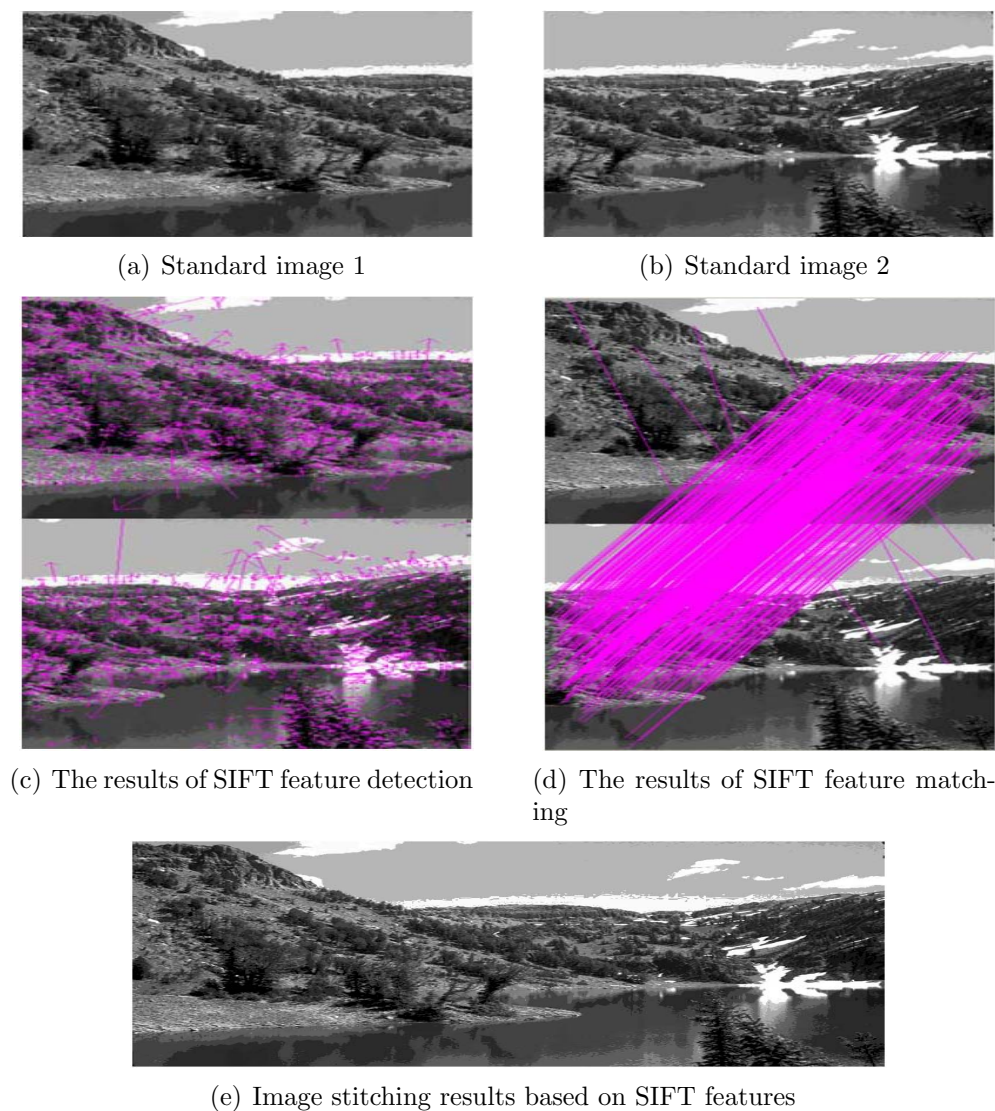 (a) Standard image 1
(b) Standard image 2
(c) The results of SIFT feature detection
(d) The results of SIFT feature match-
ing
(e) Image stitching results based on SIFT features